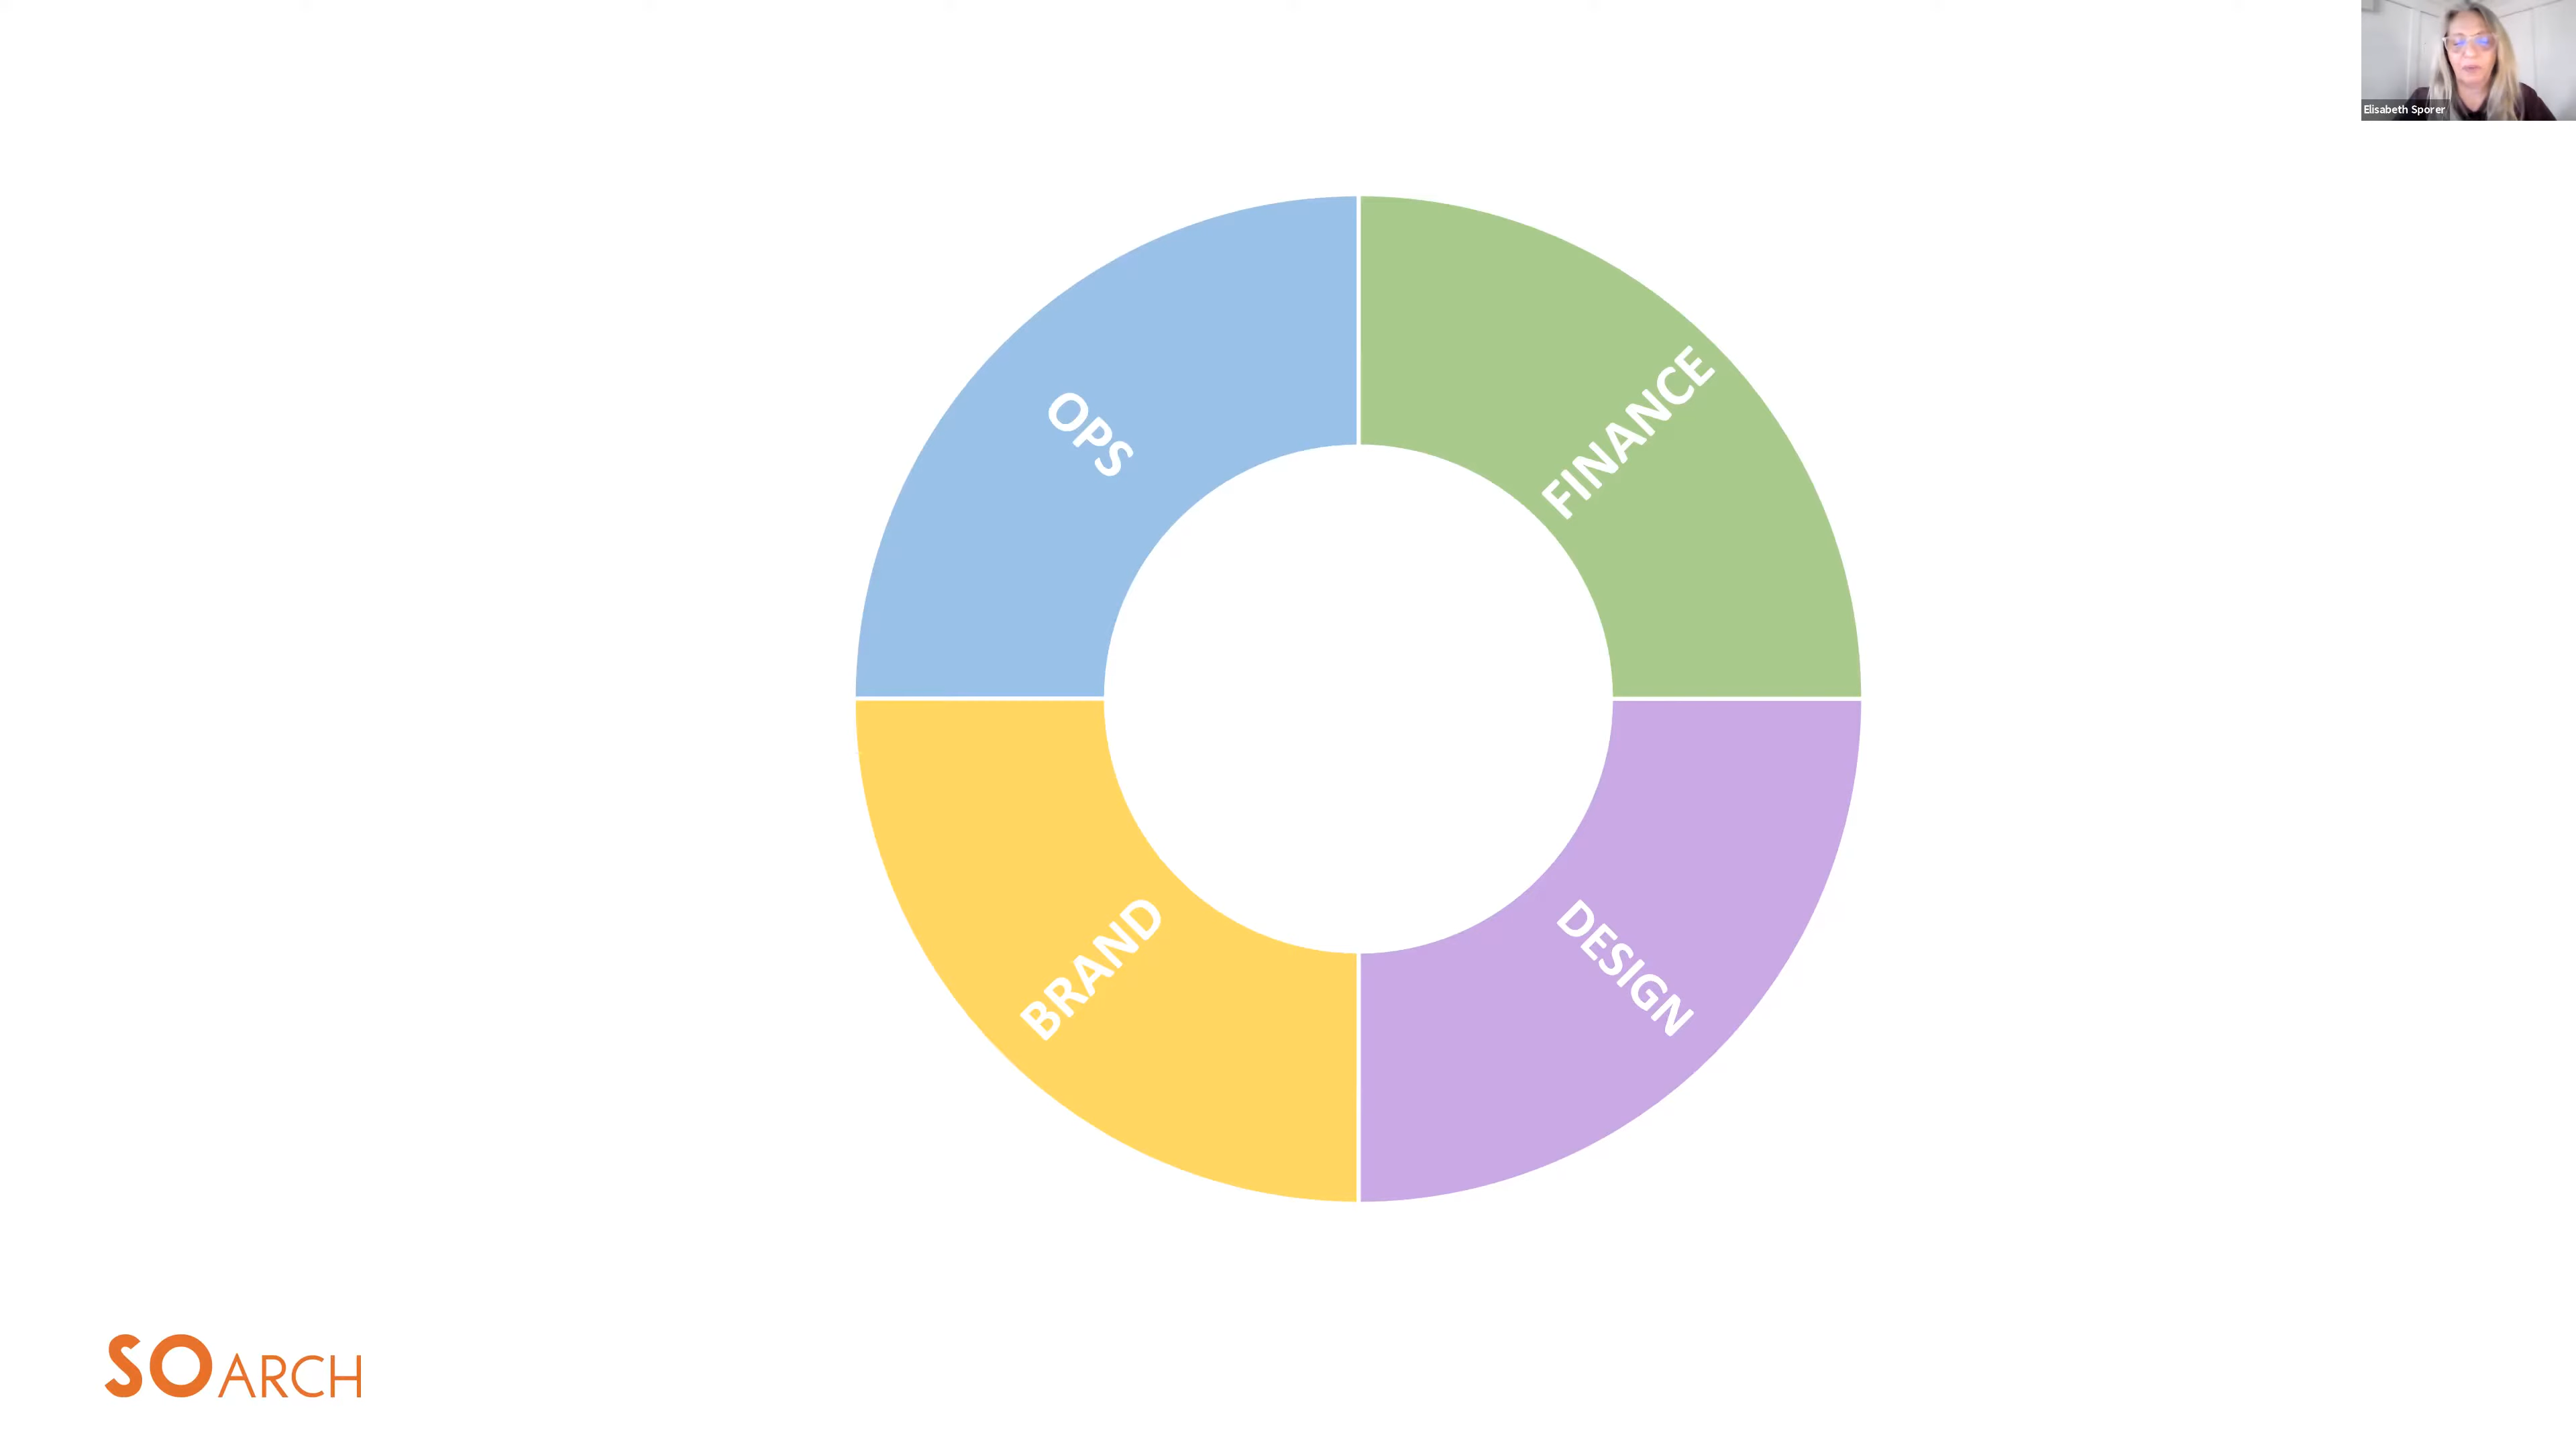 Elisabeth Sporer
OPS
FINANCE
BRAND
DESIGN
SOARCH